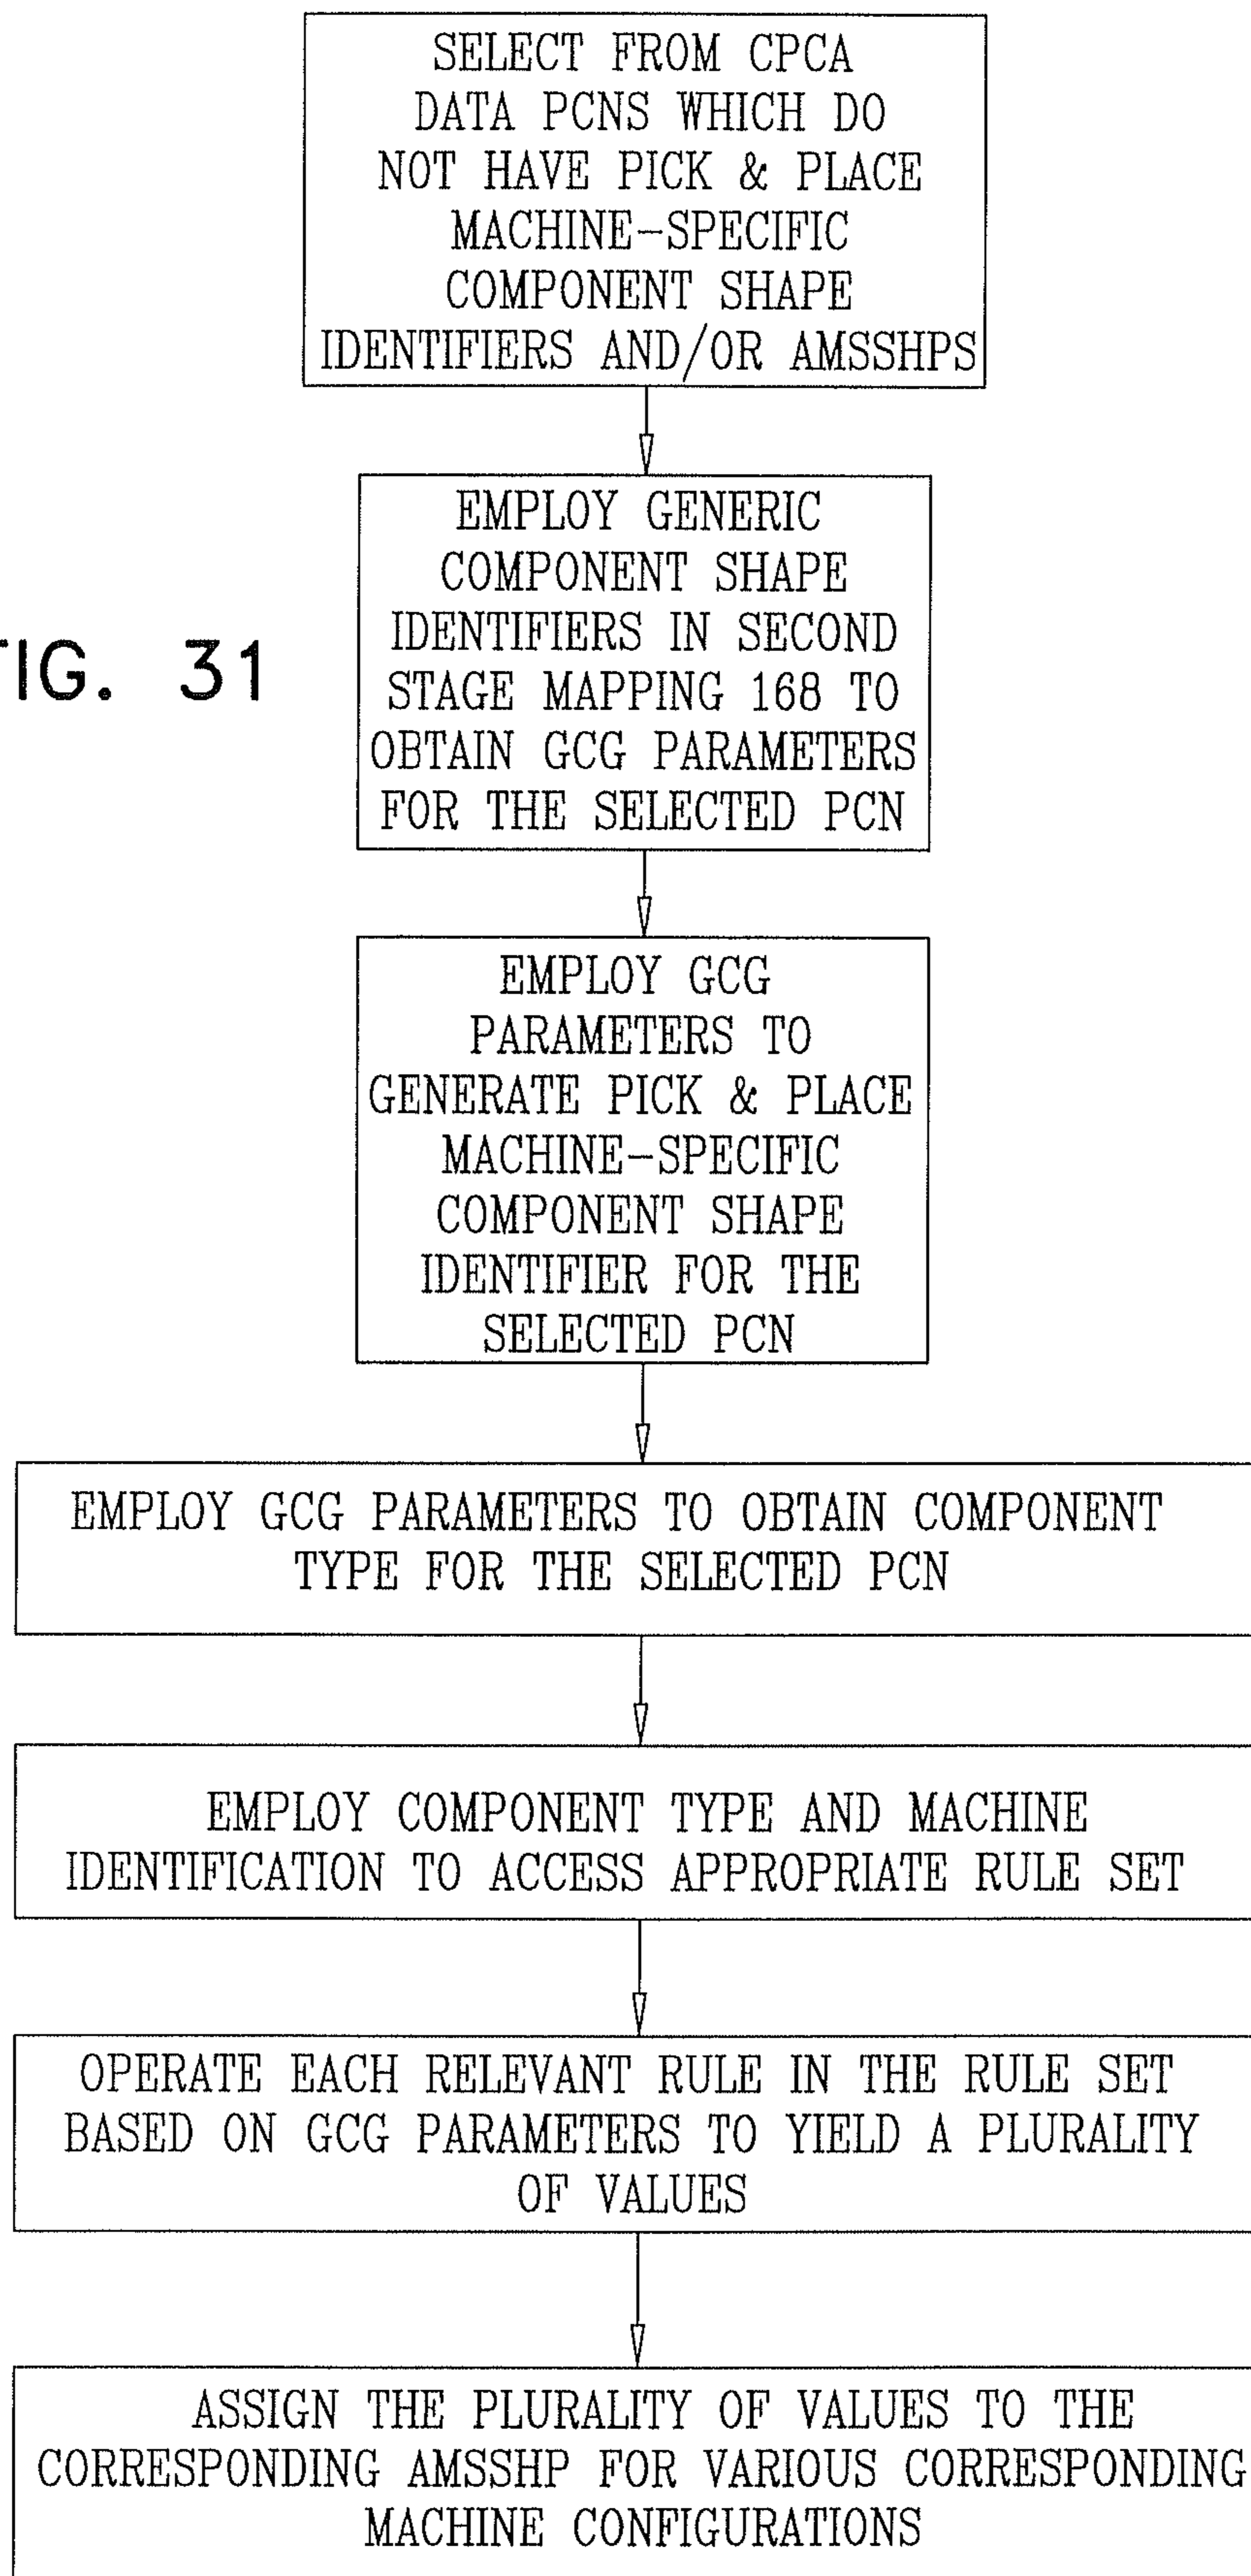 SELECT FROM CPCA
DATA PCNS WHICH DO
NOT HAVE PICK & PLACE
MACHINE-SPECIFIC
COMPONENT SHAPE
IDENTIFIERS AND/OR AMSSHPS
EMPLOY GENERIC
COMPONENT SHAPE
IDENTIFIERS IN SECOND
STAGE MAPPING 168 TO
OBTAIN GCG PARAMETERS
FOR THE SELECTED PCN
FIG. 31
EMPLOY GCG
PARAMETERS TO
GENERATE PICK & PLACE
MACHINE-SPECIFIC
COMPONENT SHAPE
IDENTIFIER FOR THE
SELECTED PCN
EMPLOY GCG PARAMETERS TO OBTAIN COMPONENT
TYPE FOR THE SELECTED PCN
EMPLOY COMPONENT TYPE AND MACHINE
IDENTIFICATION TO ACCESS APPROPRIATE RULE SET
OPERATE EACH RELEVANT RULE IN THE RULE SET
BASED ON GCG PARAMETERS TO YIELD A PLURALITY
OF VALUES
ASSIGN THE PLURALITY OF VALUES TO THE
CORRESPONDING AMSSHP FOR VARIOUS CORRESPONDING
MACHINE CONFIGURATIONS